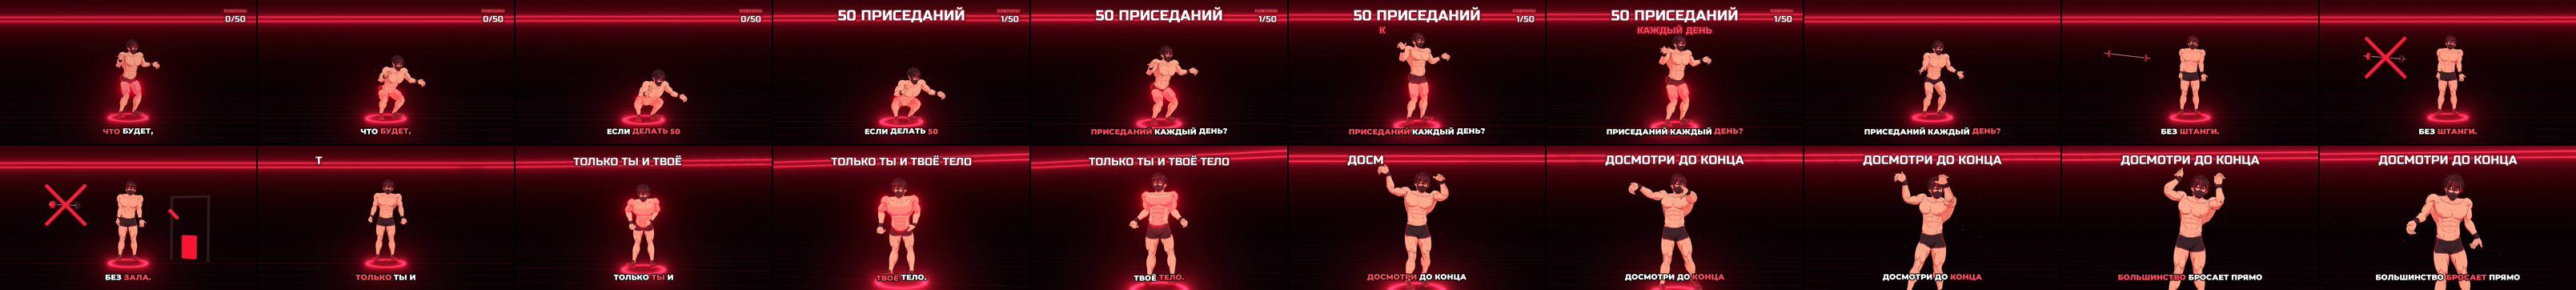 ПОВТОРЫ
0/50
ЧТО БУДЕТ,
ПОВТОРЫ
0/50
ЧТО БУДЕТ,
ПОВТОРЫ
0/50
ЕСЛИ ДЕЛАТЬ 50
50 ПРИСЕДАНИЙ
ПОВТОРЫ
1/50
ЕСЛИ ДЕЛАТЬ 50
50 ПРИСЕДАНИЙ
ПОВТОРЫ
1/50
ПРИСЕДАНИЙ КАЖДЫЙ ДЕНЬ?
50 ПРИСЕДАНИЙ
ПОВТОРЫ
1/50
К
ПРИСЕДАНИЙ КАЖДЫЙ ДЕНЬ?
50 ПРИСЕДАНИЙ
ПОВТОРЫ
1/50
КАЖДЫЙ ДЕНЬ
ПРИСЕДАНИЙ КАЖДЫЙ ДЕНЬ?
ПРИСЕДАНИЙ КАЖДЫЙ ДЕНЬ?
БЕЗ ШТАНГИ.
БЕЗ ШТАНГИ.
БЕЗ ЗАЛА.
Т
ТОЛЬКО ТЫ И
ТОЛЬКО ТЫ И ТВОЁ
ТОЛЬКО ТЫ И
ТОЛЬКО ТЫ И ТВОЁ ТЕЛО
ТВОЁ ТЕЛО.
ТОЛЬКО ТЫ И ТВОЁ ТЕЛО
ТВОЁ ТЕЛО.
ДОСМ
ДОСМОТРИ ДО КОНЦА
ДОСМОТРИ ДО КОНЦА
ДОСМОТРИ ДО КОНЦА
ДОСМОТРИ ДО КОНЦА
ДОСМОТРИ ДО КОНЦА
ДОСМОТРИ ДО КОНЦА
БОЛЬШИНСТВО БРОСАЕТ ПРЯМО
ДОСМОТРИ ДО КОНЦА
БОЛЬШИНСТВО БРОСАЕТ ПРЯМО